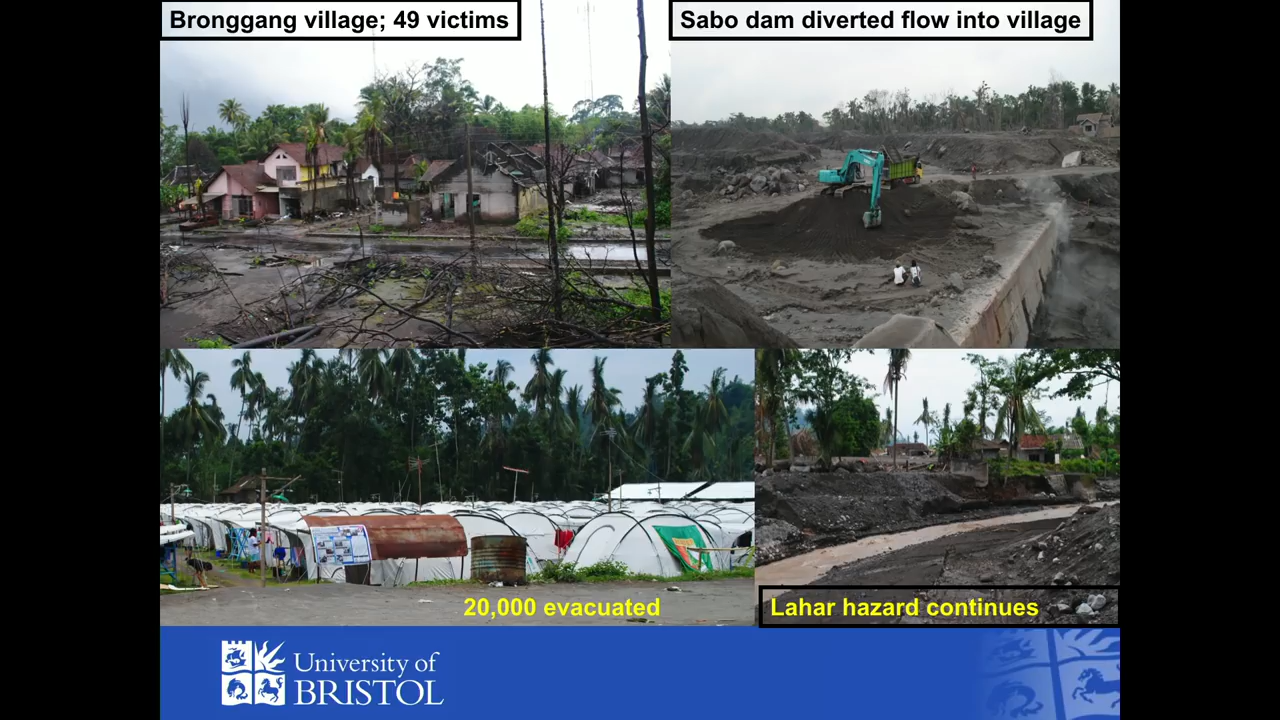 Bronggang village; 49 victims
Sabo dam diverted flow into village
20,000 evacuated
Lahar hazard continues
University of
BRISTOL